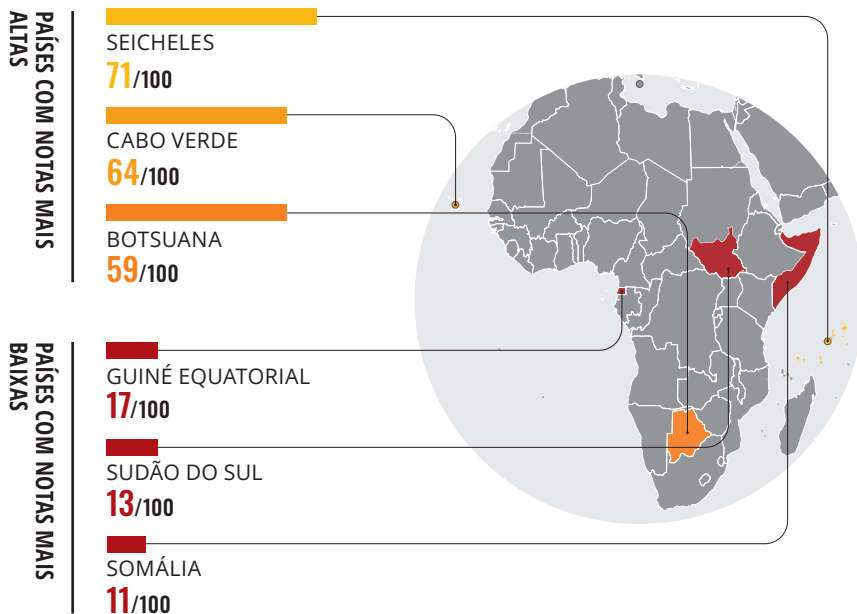 PAÍSES COM NOTAS MAIS
ALTAS
SEICHELES
71/100
CABO VERDE
64/100
BOTSUANA
59/100
PAÍSES COM NOTAS MAIS
BAIXAS
GUINÉ EQUATORIAL
17/100
SUDÃO DO SUL
13/100
SOMÁLIA
11/100